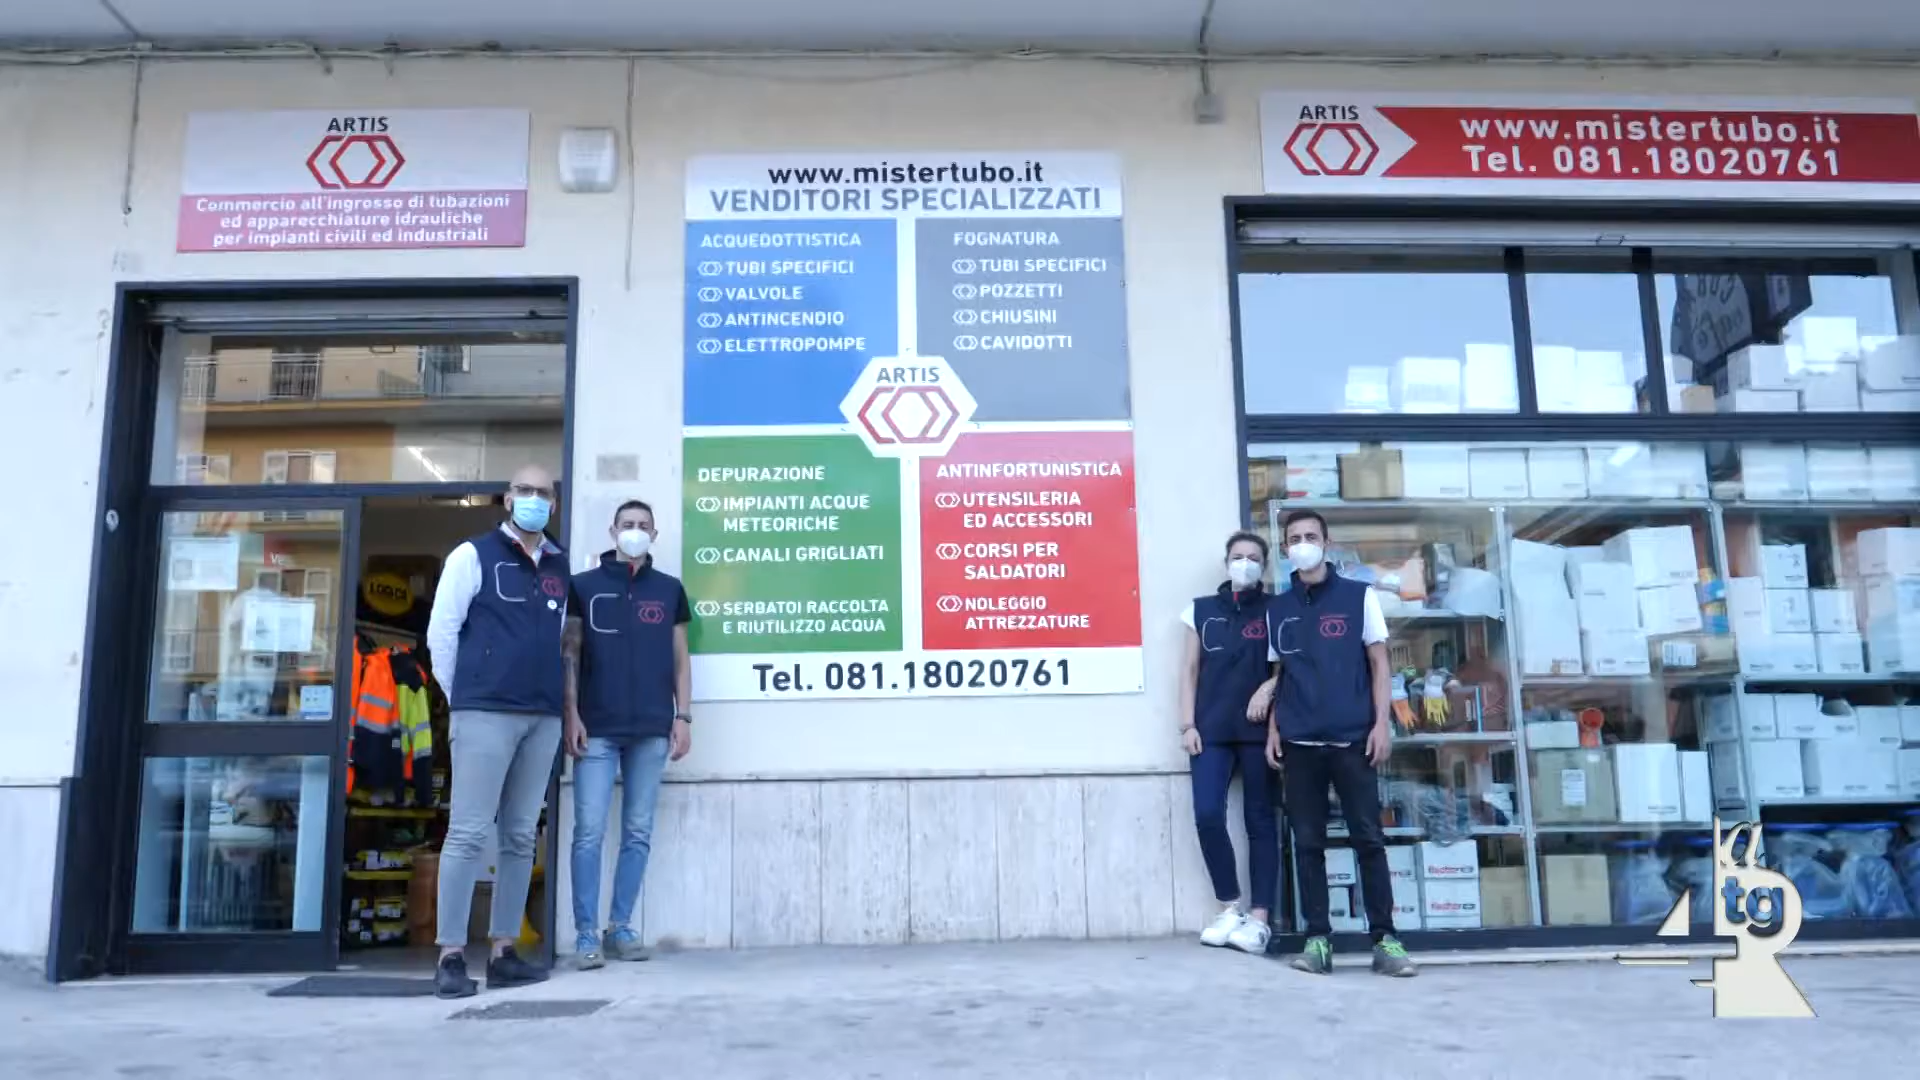 ARTIS
Commercio all'ingrosso di tubazioni
ed apparecchiature idrauliche
per impianti civili ed industriali
www.mistertubo.it
VENDITORI SPECIALIZZATI
ACQUEDOTTISTICA
TUBI SPECIFICI
VALVOLE
ANTINCENDIO
ELETTROPOMPE
FOGNATURA
TUBI SPECIFICI
POZZETTI
CHIUSINI
CAVIDOTTI
ARTIS
DEPURAZIONE
IMPIANTI ACQUE
METEORICHE
CANALI GRIGLIATI
SERBATOI RACCOLTA
E RIUTILIZZO ACQUA
ANTINFORTUNISTICA
UTENSILERIA
ED ACCESSORI
CORSI PER
SALDATORI
NOLEGGIO
ATTREZZATURE
Tel. 081.18020761
ARTIS
www.mistertubo.it
Tel. 081.18020761
LOGICA
fischer
fischer
tg